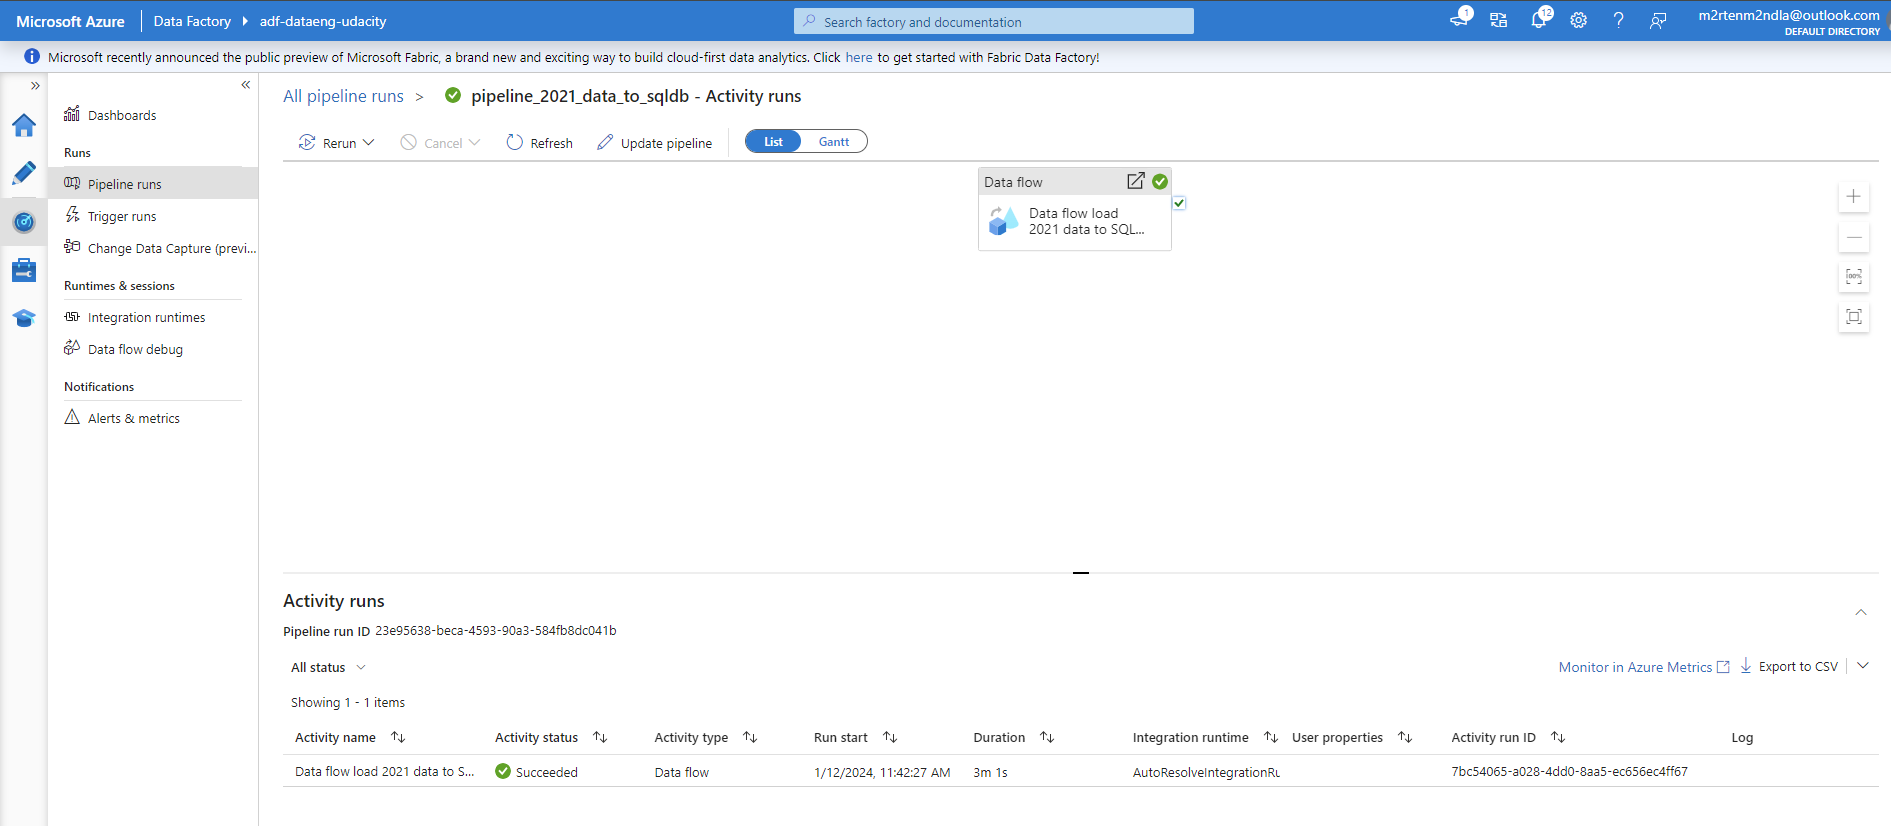 Microsoft Azure
Data Factory
adf-dataeng-udacity
Search factory and documentation
1
12
m2rtenm2ndla@outlook.com
DEFAULT DIRECTORY
Microsoft recently announced the public preview of Microsoft Fabric, a brand new and exciting way to build cloud-first data analytics. Click here to get started with Fabric Data Factory!
Dashboards
Runs
Pipeline runs
Trigger runs
Change Data Capture (previ...
Runtimes & sessions
Integration runtimes
Data flow debug
Notifications
Alerts & metrics
All pipeline runs > pipeline_2021_data_to_sqldb - Activity runs
Rerun
Cancel
Refresh
Update pipeline
List
Gantt
Data flow
Data flow load
2021 data to SQL...
100%
Activity runs
Pipeline run ID 23e95638-beca-4593-90a3-584fb8dc041b
All status
Monitor in Azure Metrics
Export to CSV
Showing 1 - 1 items
Activity name
Activity status
Activity type
Run start
Duration
Integration runtime
User properties
Activity run ID
Log
Data flow load 2021 data to S...
Succeeded
Data flow
1/12/2024, 11:42:27 AM
3m 1s
AutoResolveIntegrationRu
7bc54065-a028-4dd0-8aa5-ec656ec4ff67